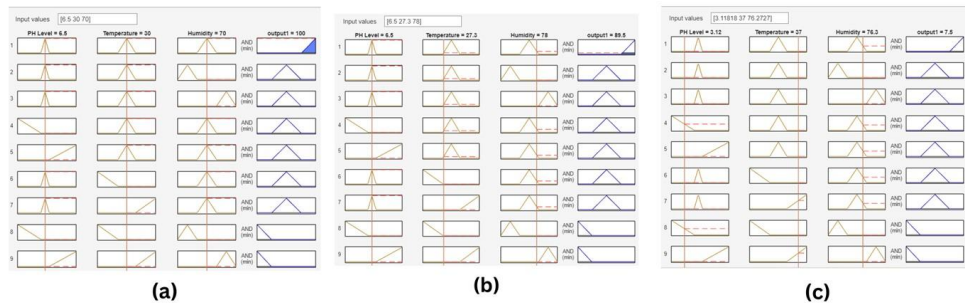 Input values [6.5 30 70]
PH Level = 6.5 Temperature = 30 Humidity = 70 output1 = 100
1 AND (min)
2 AND (min)
3 AND (min)
4 AND (min)
5 AND (min)
6 AND (min)
7 AND (min)
8 AND (min)
9 AND (min)
(a)
Input values [6.5 27.3 78]
PH Level = 6.5 Temperature = 27.3 Humidity = 78 output1 = 89.5
1 AND (min)
2 AND (min)
3 AND (min)
4 AND (min)
5 AND (min)
6 AND (min)
7 AND (min)
8 AND (min)
9 AND (min)
(b)
Input values [3.11818 37 76.2727]
PH Level = 3.12 Temperature = 37 Humidity = 76.3 output1 = 7.5
1 AND (min)
2 AND (min)
3 AND (min)
4 AND (min)
5 AND (min)
6 AND (min)
7 AND (min)
8 AND (min)
9 AND (min)
(c)